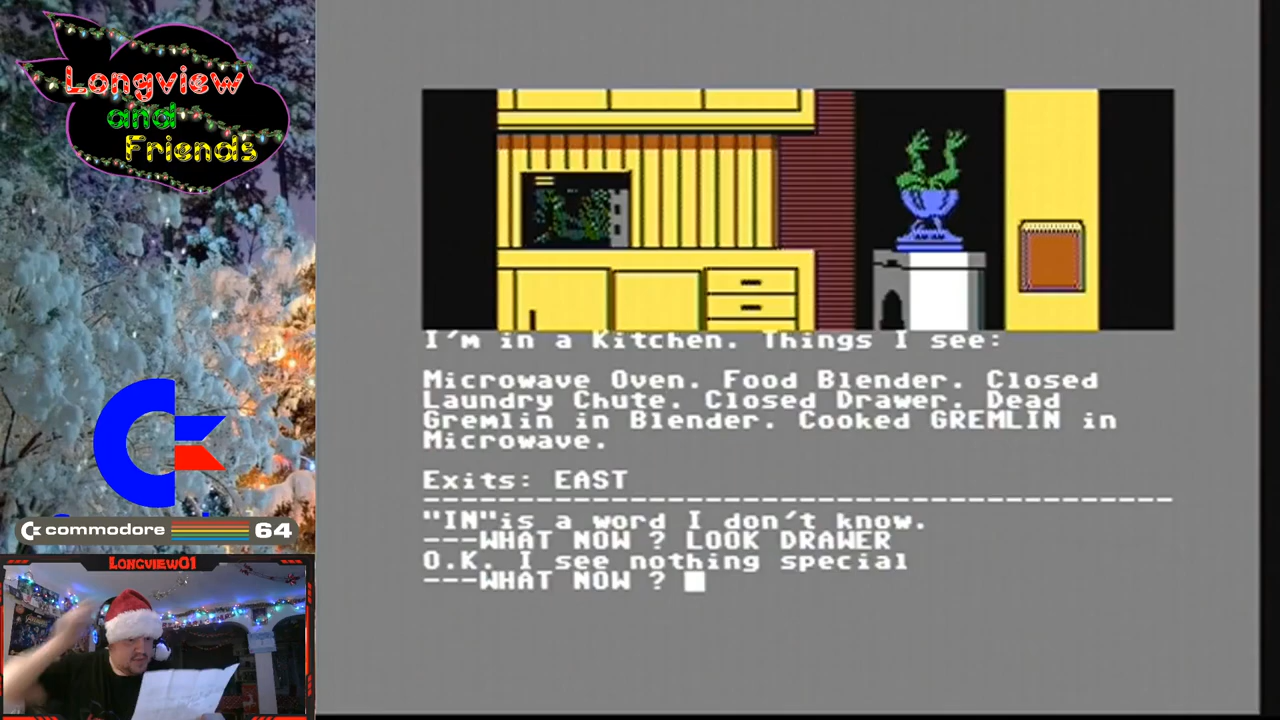 Longview
and
Friends
commodore 64
LONGVIEW01
I'm in a Kitchen. Things I see:
Microwave Oven. Food Blender. Closed
Laundry Chute. Closed Drawer. Dead
Gremlin in Blender. Cooked GREMLIN in
Microwave.
Exits: EAST
----------------------------------------
"IN"is a word I don't know.
---WHAT NOW ? LOOK DRAWER
O.K. I see nothing special
---WHAT NOW ?